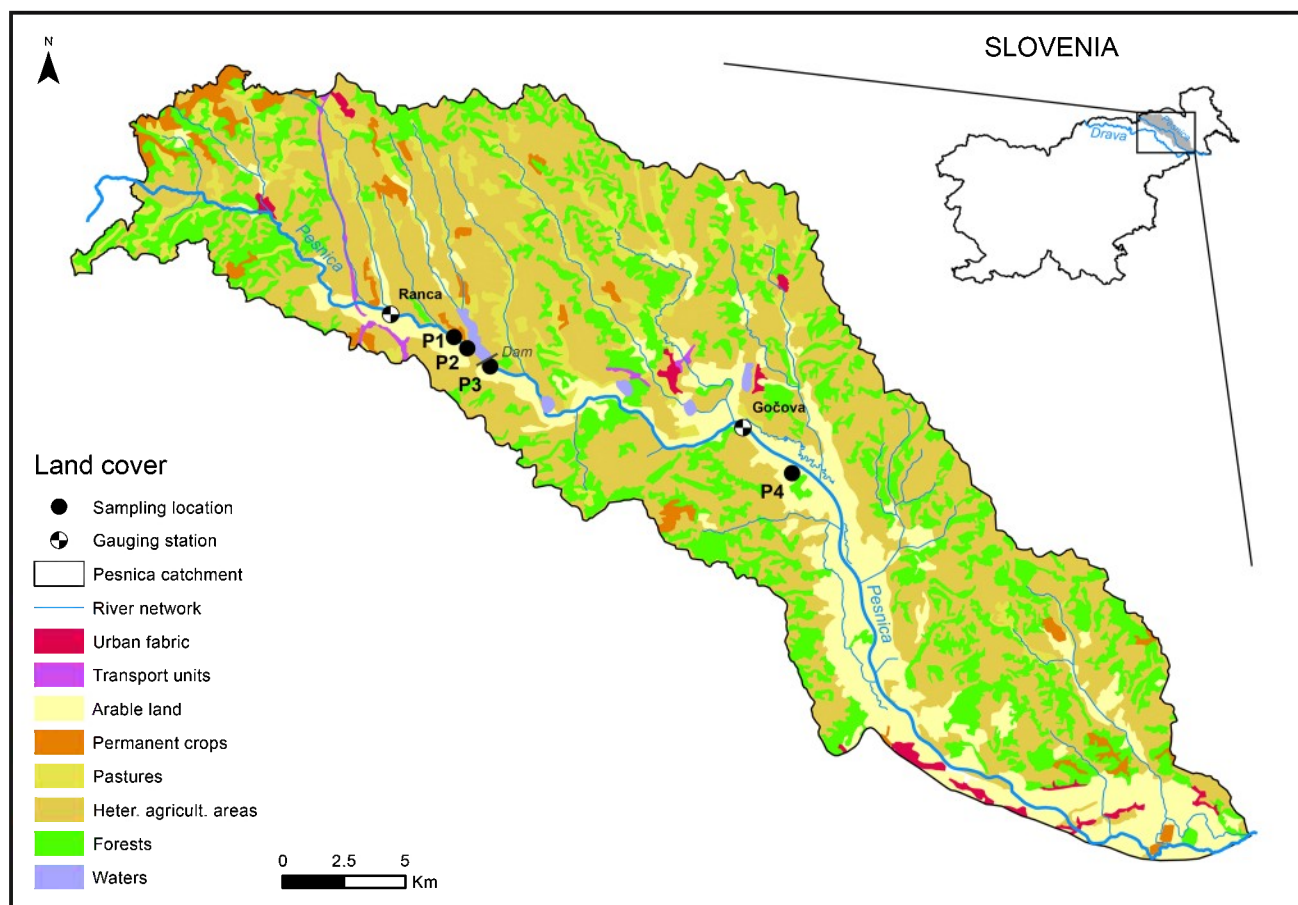 N
SLOVENIA
Drava
Pesnica
Pesnica
Ranca
P1
P2
Dam
P3
Gočova
P4
Pesnica
Land cover
Sampling location
Gauging station
Pesnica catchment
River network
Urban fabric
Transport units
Arable land
Permanent crops
Pastures
Heter. agricult. areas
Forests
Waters
0 2.5 5
Km